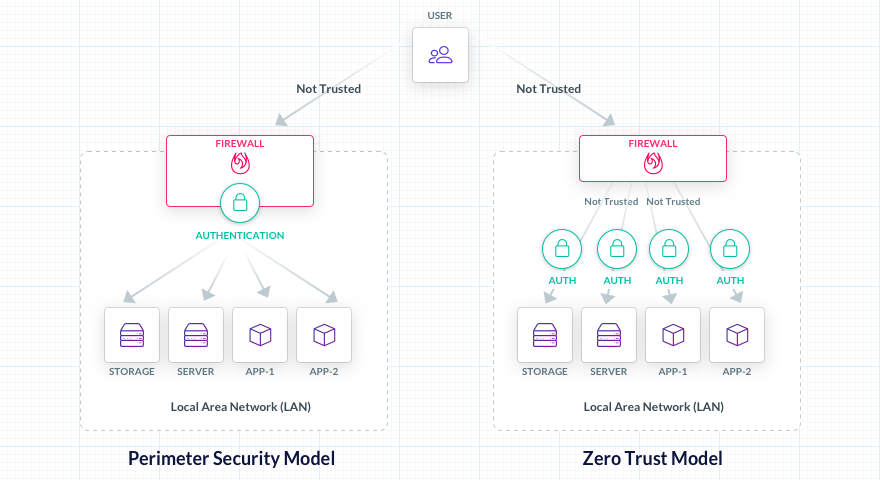 USER
Not Trusted
Not Trusted
FIREWALL
AUTHENTICATION
STORAGE
SERVER
APP-1
APP-2
Local Area Network (LAN)
Perimeter Security Model
FIREWALL
Not Trusted
Not Trusted
AUTH
AUTH
AUTH
AUTH
STORAGE
SERVER
APP-1
APP-2
Local Area Network (LAN)
Zero Trust Model